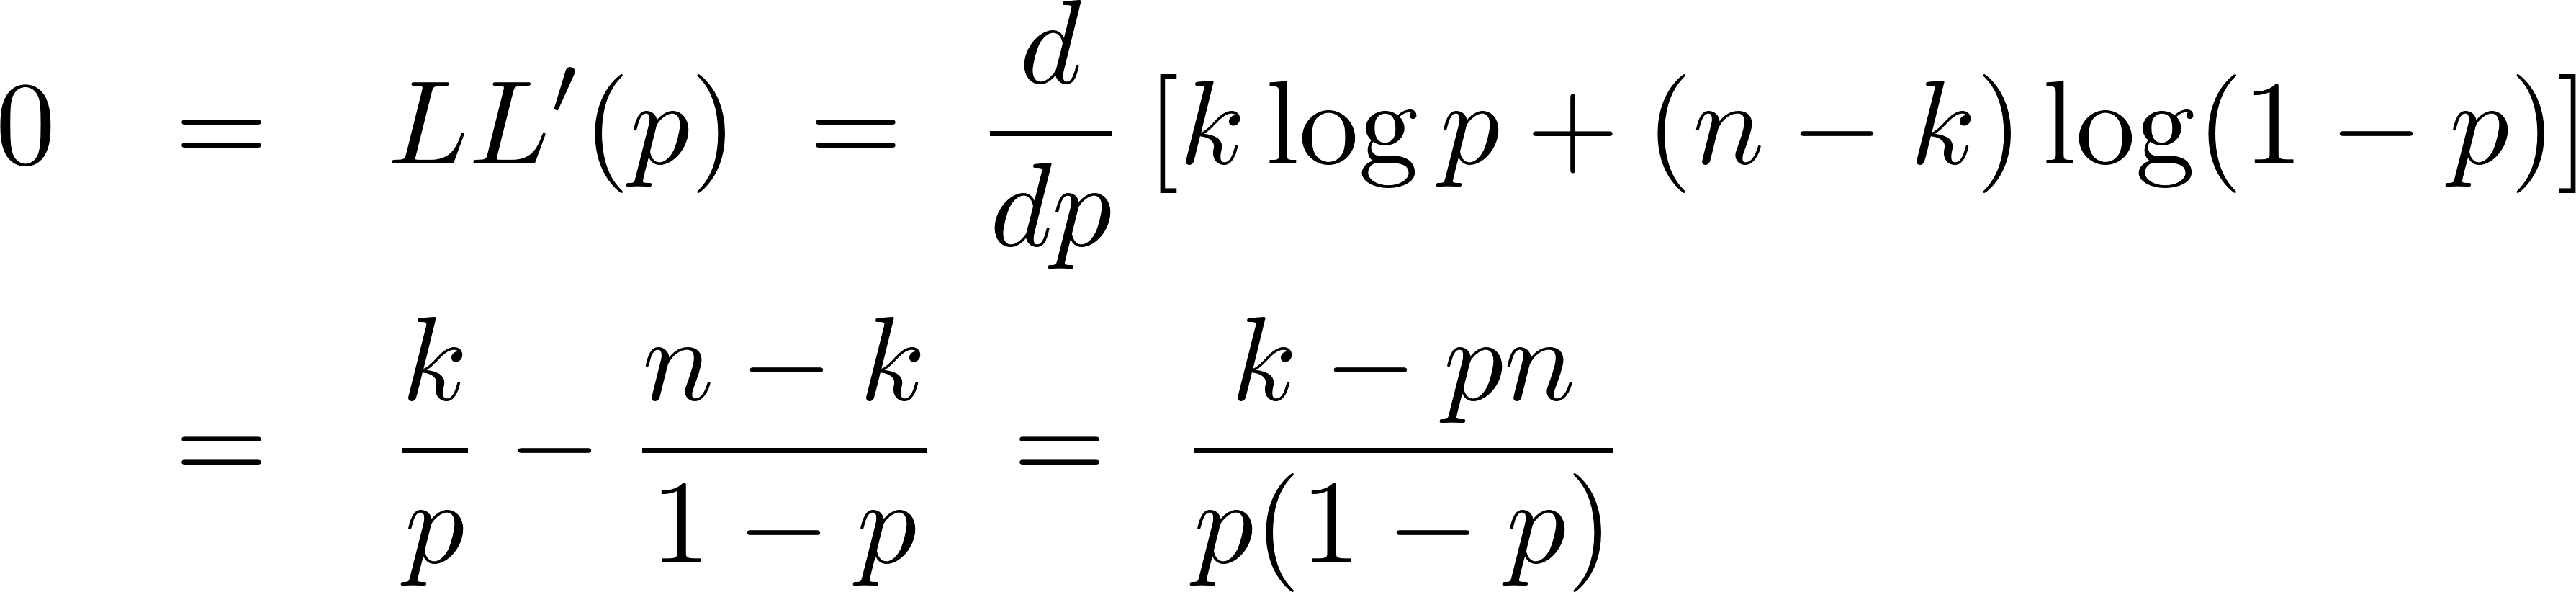 0 = LL′(p) = d/dp [k log p + (n − k) log(1 − p)]
= k/p − (n − k)/(1 − p) = (k − pn)/(p(1 − p))